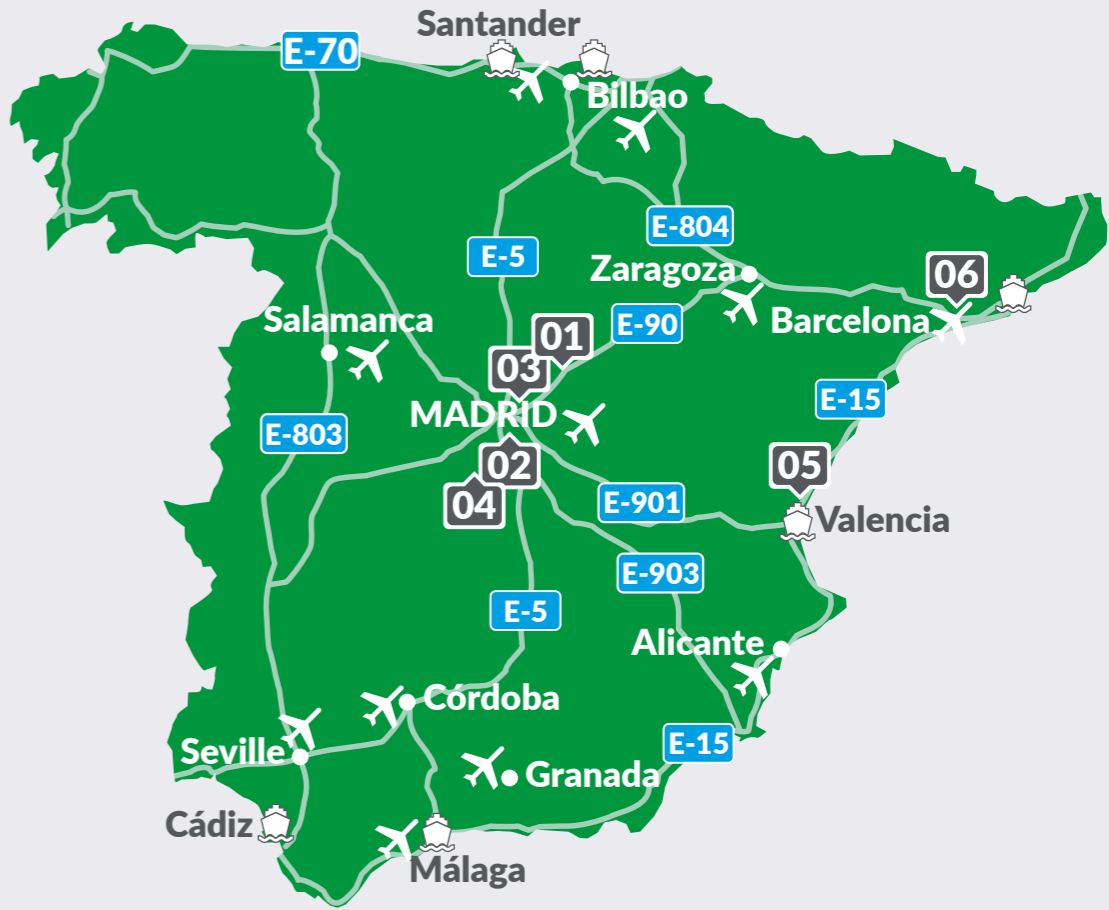 Santander
E-70
Bilbao
E-804
E-5
Zaragoza
06
Salamanca
E-90
Barcelona
01
03
E-15
MADRID
E-803
02
05
04
E-901
Valencia
E-903
E-5
Alicante
Córdoba
E-15
Seville
Granada
Cádiz
Málaga